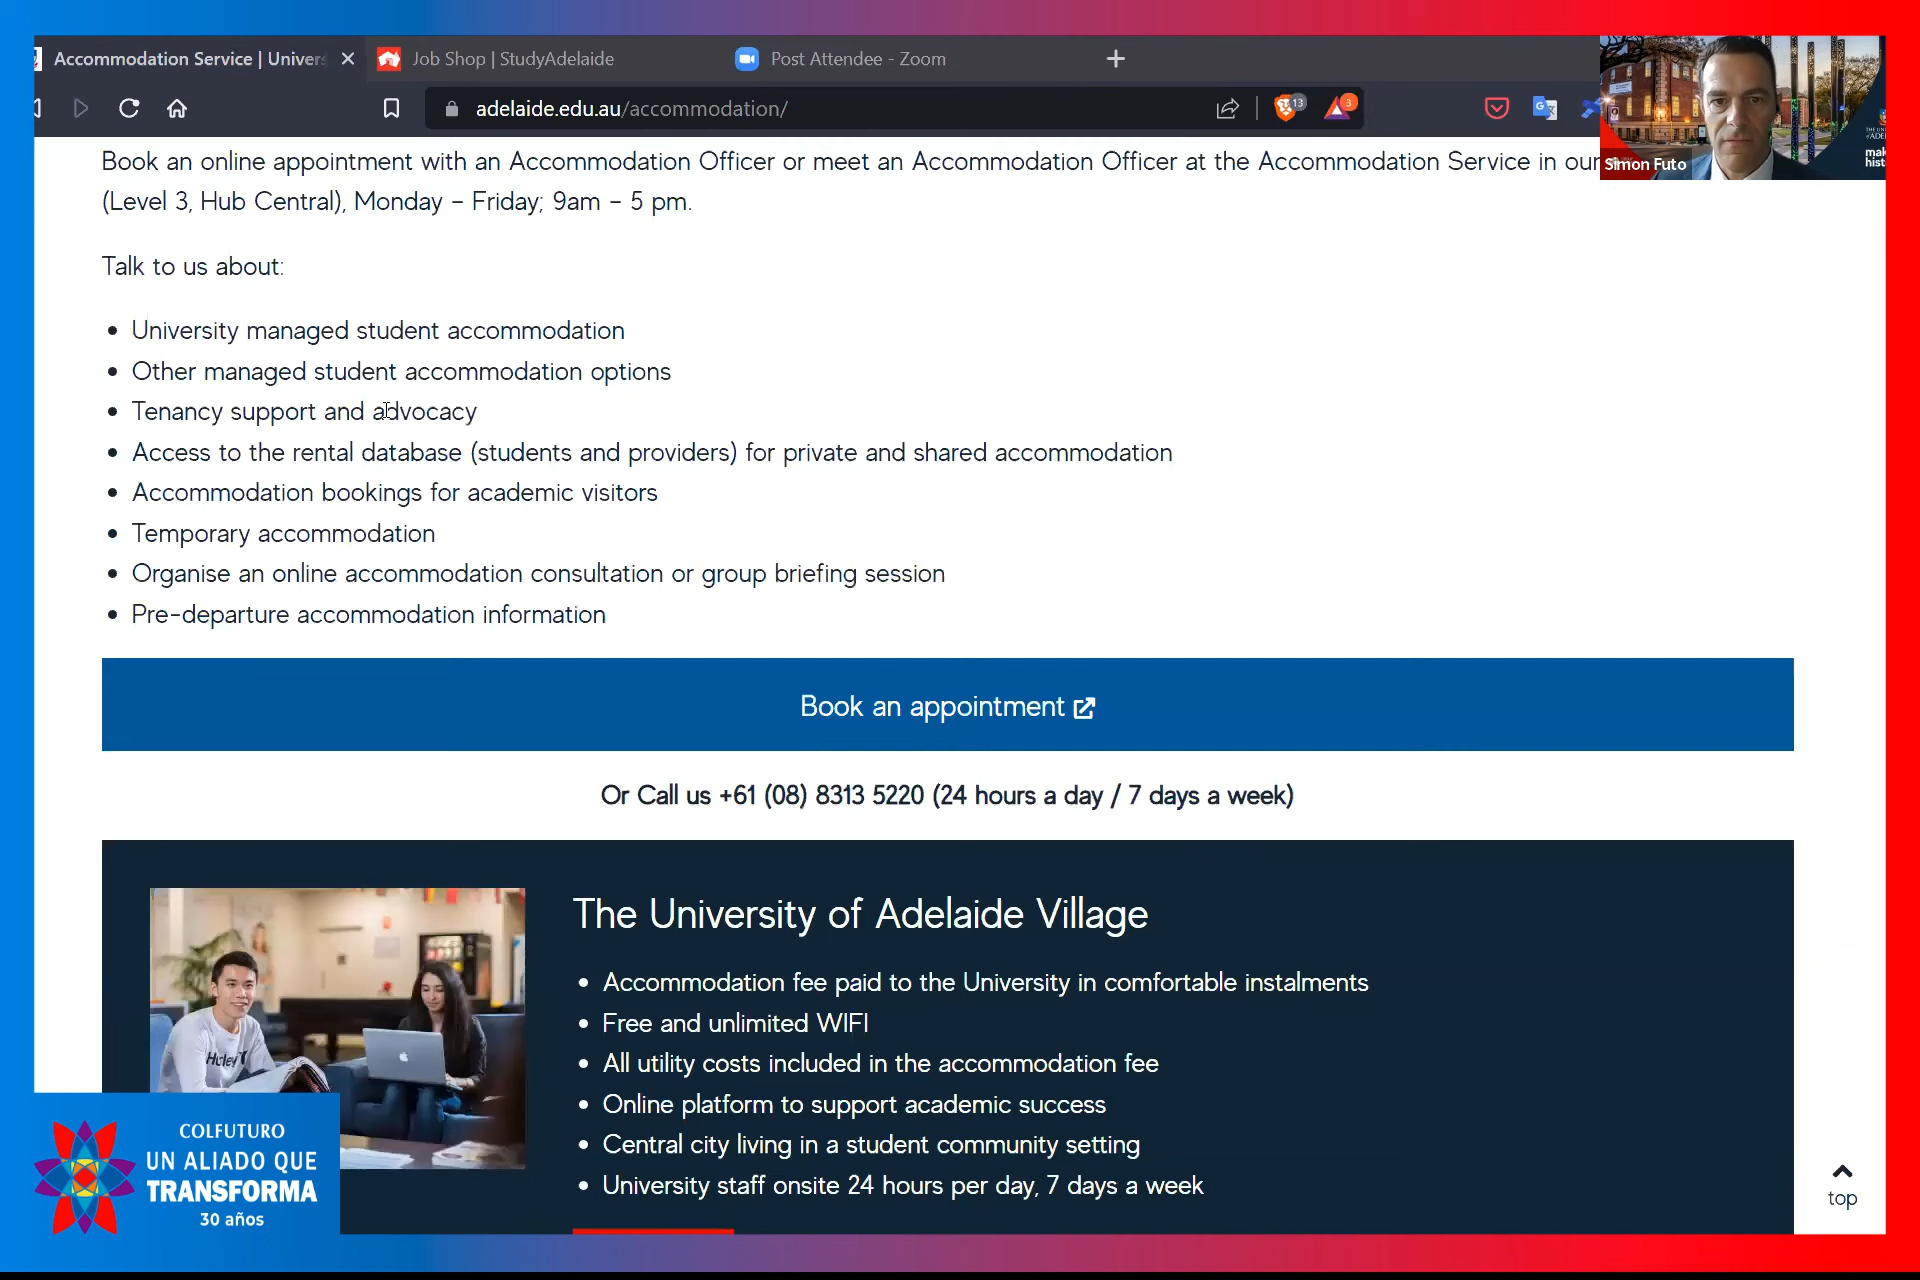 Accommodation Service | Univers
Job Shop | StudyAdelaide
Post Attendee - Zoom
adelaide.edu.au/accommodation/
13
3
Simon Futo
Book an online appointment with an Accommodation Officer or meet an Accommodation Officer at the Accommodation Service in our
(Level 3, Hub Central), Monday – Friday; 9am – 5 pm.
Talk to us about:
• University managed student accommodation
• Other managed student accommodation options
• Tenancy support and advocacy
• Access to the rental database (students and providers) for private and shared accommodation
• Accommodation bookings for academic visitors
• Temporary accommodation
• Organise an online accommodation consultation or group briefing session
• Pre-departure accommodation information
Book an appointment
Or Call us +61 (08) 8313 5220 (24 hours a day / 7 days a week)
The University of Adelaide Village
• Accommodation fee paid to the University in comfortable instalments
• Free and unlimited WIFI
• All utility costs included in the accommodation fee
• Online platform to support academic success
• Central city living in a student community setting
• University staff onsite 24 hours per day, 7 days a week
Hurley
COLFUTURO
UN ALIADO QUE
TRANSFORMA
30 años
top